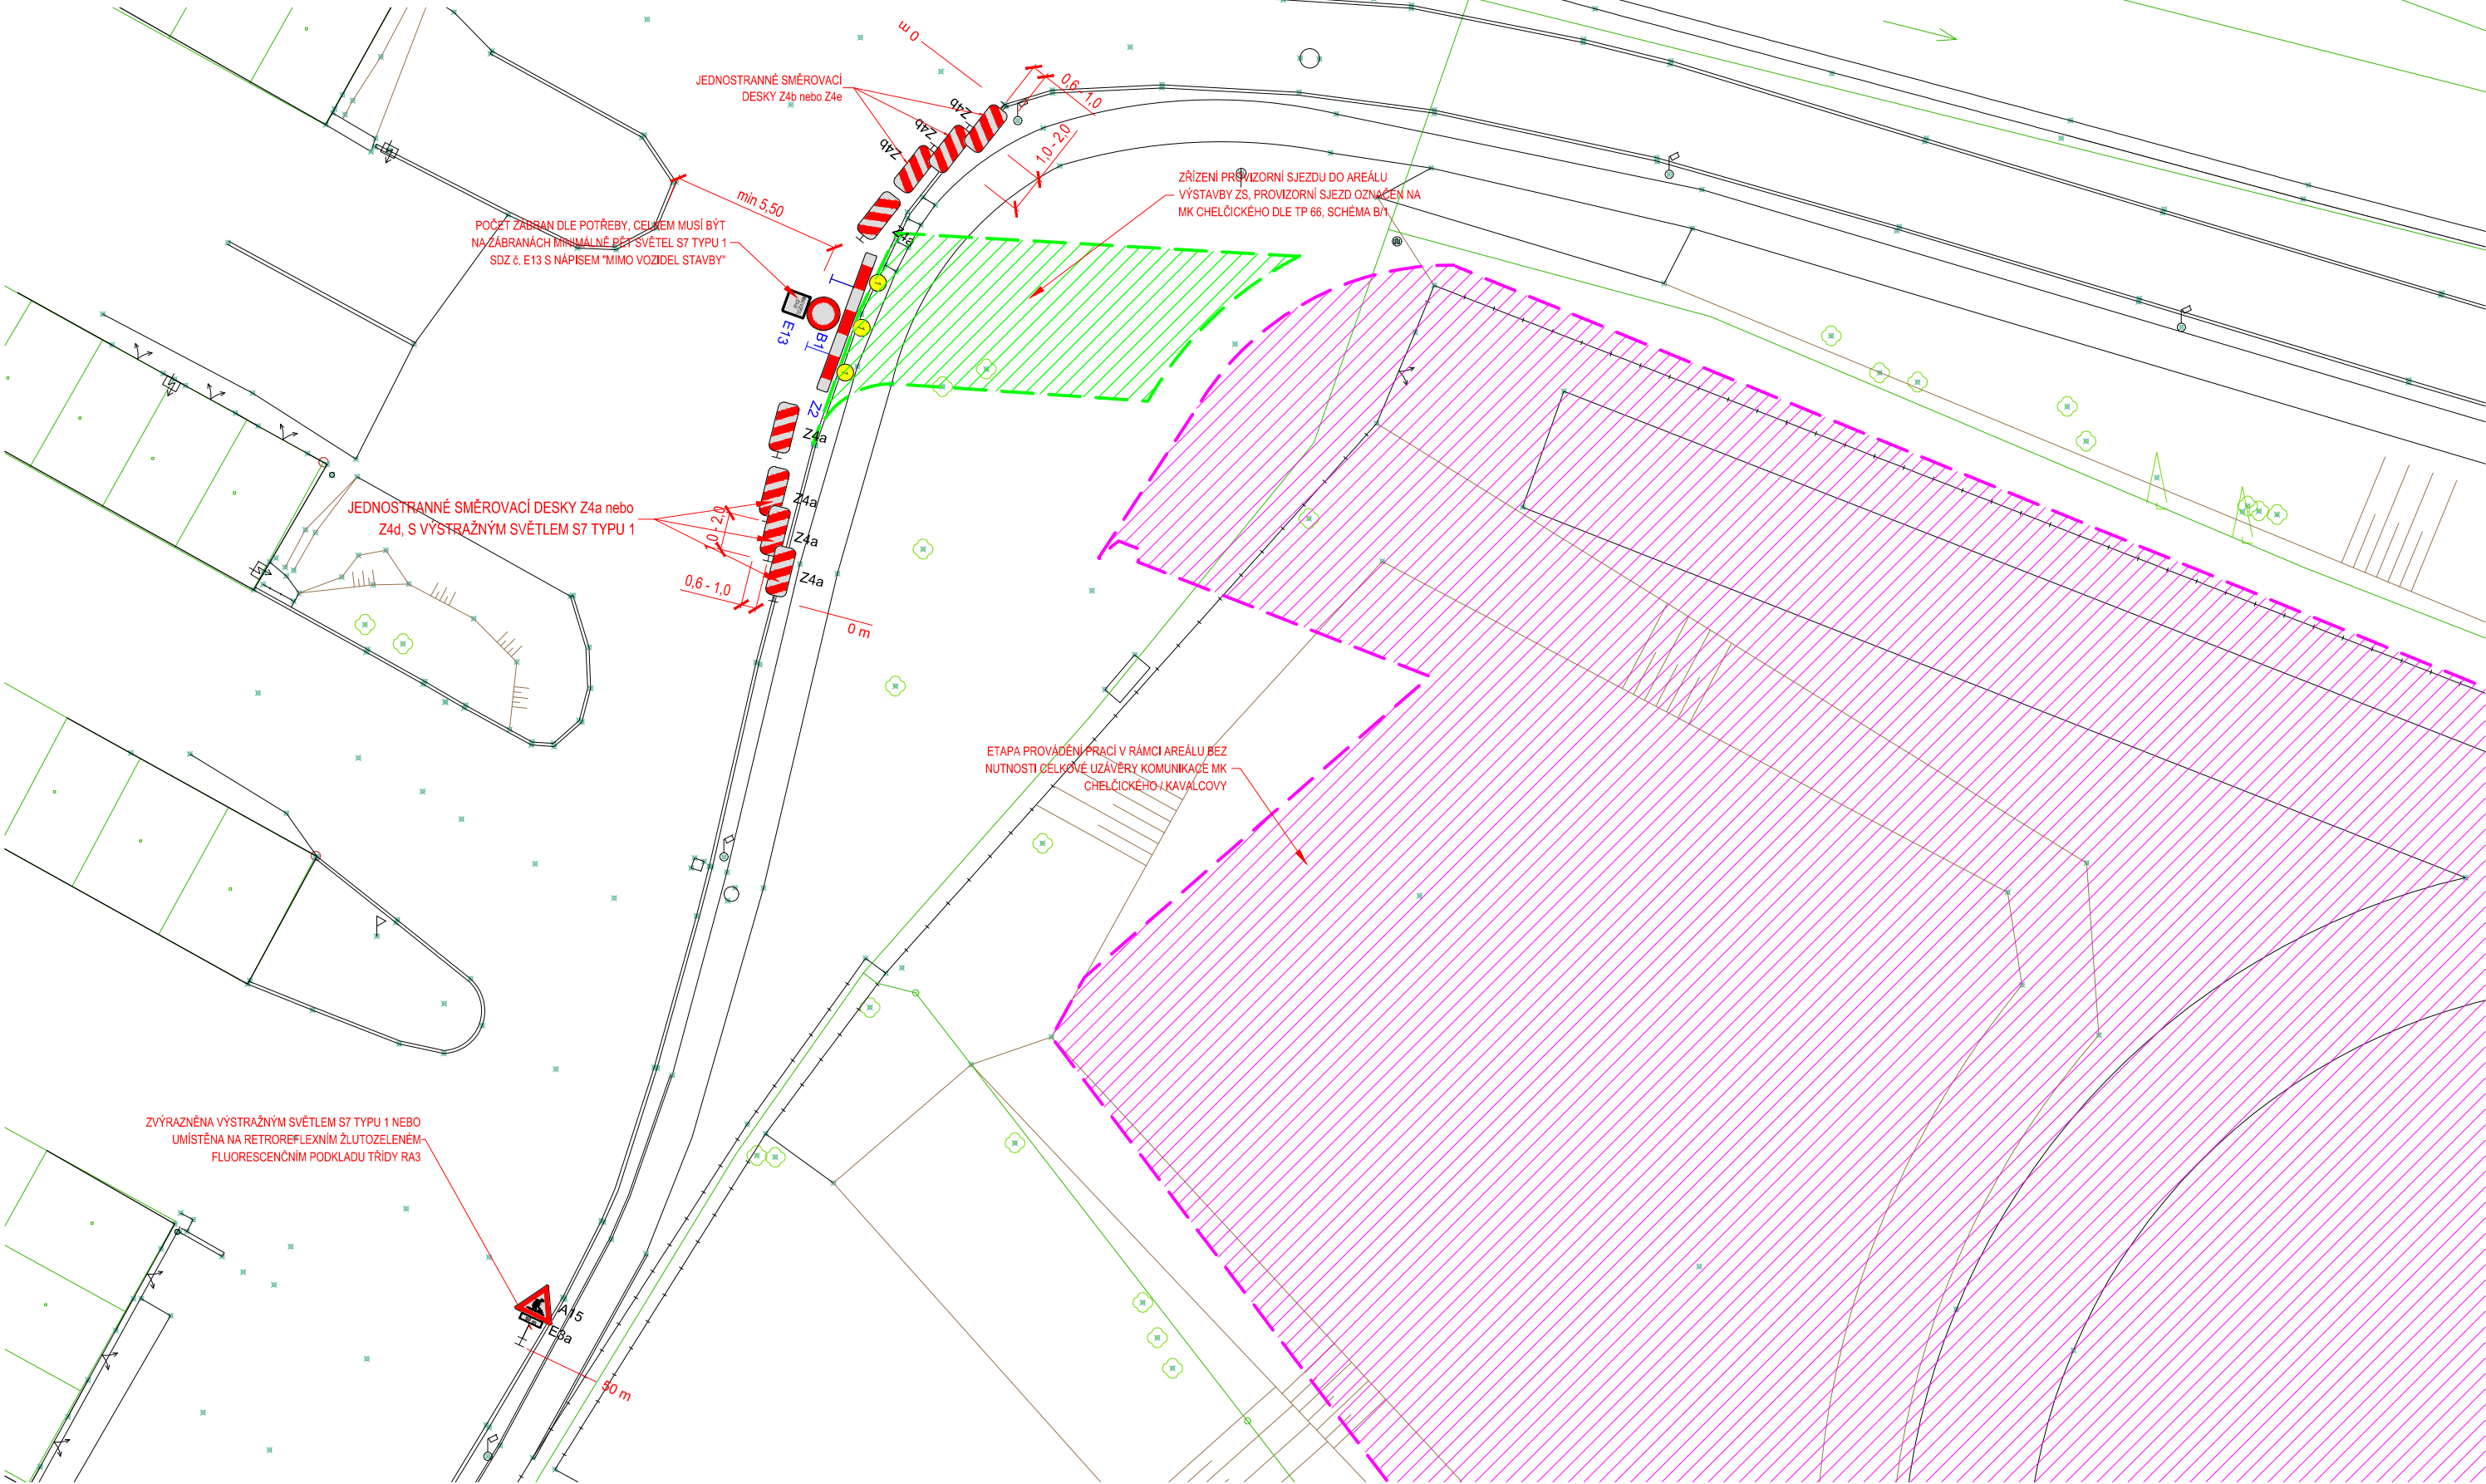 0 m
0,6 - 1,0
JEDNOSTRANNÉ SMĚROVACÍ
DESKY Z4b nebo Z4e
Z4b
Z4b
Z4b
1,0 - 2,0
min 5,50
ZŘÍZENÍ PROVIZORNÍ SJEZDU DO AREÁLU
VÝSTAVBY ZS, PROVIZORNÍ SJEZD OZNAČEN NA
MK CHELČICKÉHO DLE TP 66, SCHÉMA B/1
POČET ZÁBRAN DLE POTŘEBY, CELKEM MUSÍ BÝT
NA ZÁBRANÁCH MINIMÁLNĚ PĚT SVĚTEL S7 TYPU 1
SDZ č. E13 S NÁPISEM "MIMO VOZIDEL STAVBY"
Z4a
1
1
1
E13
B1
Z2
Z4a
JEDNOSTRANNÉ SMĚROVACÍ DESKY Z4a nebo
Z4d, S VÝSTRAŽNÝM SVĚTLEM S7 TYPU 1
Z4a
Z4a
Z4a
1,0 - 2,0
0,6 - 1,0
0 m
ETAPA PROVÁDĚNÍ PRACÍ V RÁMCI AREÁLU BEZ
NUTNOSTI CELKOVÉ UZÁVĚRY KOMUNIKACE MK
CHELČICKÉHO / KAVALCOVY
ZVÝRAZNĚNA VÝSTRAŽNÝM SVĚTLEM S7 TYPU 1 NEBO
UMÍSTĚNA NA RETROREFLEXNÍM ŽLUTOZELENÉM
FLUORESCENČNÍM PODKLADU TŘÍDY RA3
A15
E3a
50 m